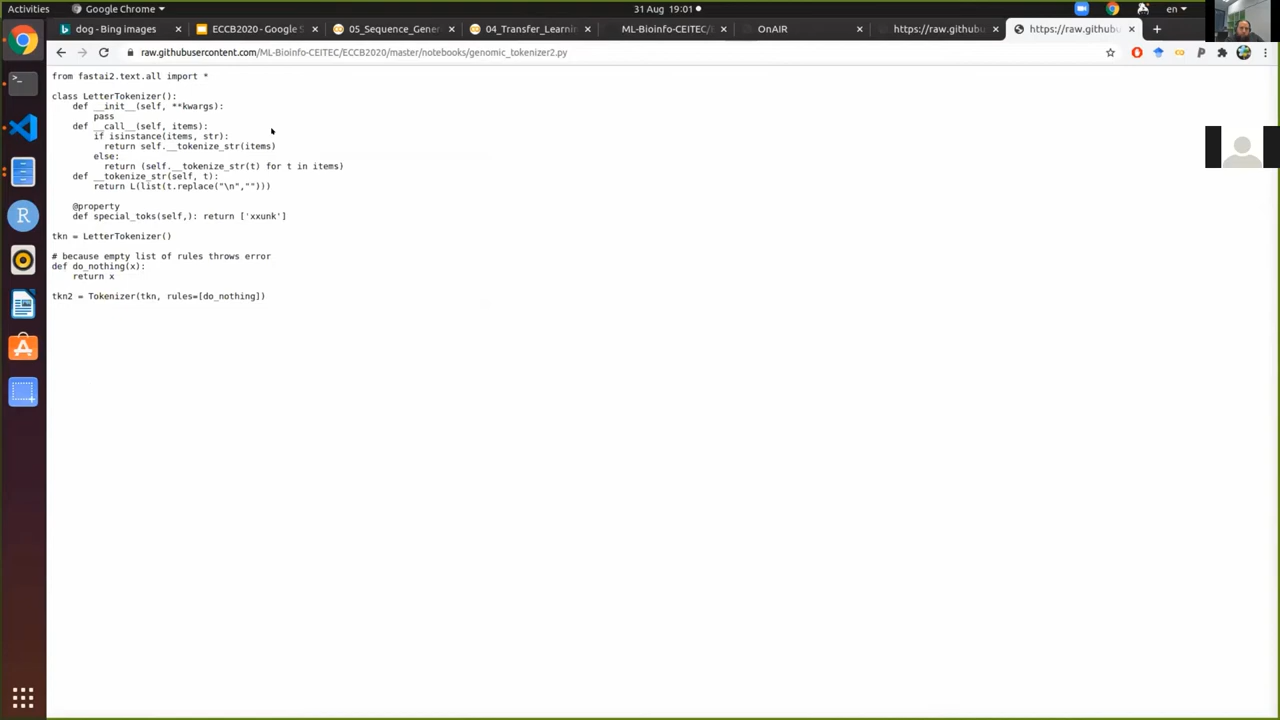 Activities
Google Chrome
31 Aug 19:01
en
dog - Bing images
ECCB2020 - Google S
05_Sequence_Gener
04_Transfer_Learnin
ML-Bioinfo-CEITEC/E
OnAIR
https://raw.githubu
https://raw.githubu
raw.githubusercontent.com/ML-Bioinfo-CEITEC/ECCB2020/master/notebooks/genomic_tokenizer2.py
from fastai2.text.all import *
class LetterTokenizer():
def __init__(self, **kwargs):
pass
def __call__(self, items):
if isinstance(items, str):
return self.__tokenize_str(items)
else:
return (self.__tokenize_str(t) for t in items)
def __tokenize_str(self, t):
return L(list(t.replace("\n","")))
@property
def special_toks(self,): return ['xxunk']
tkn = LetterTokenizer()
# because empty list of rules throws error
def do_nothing(x):
return x
tkn2 = Tokenizer(tkn, rules=[do_nothing])